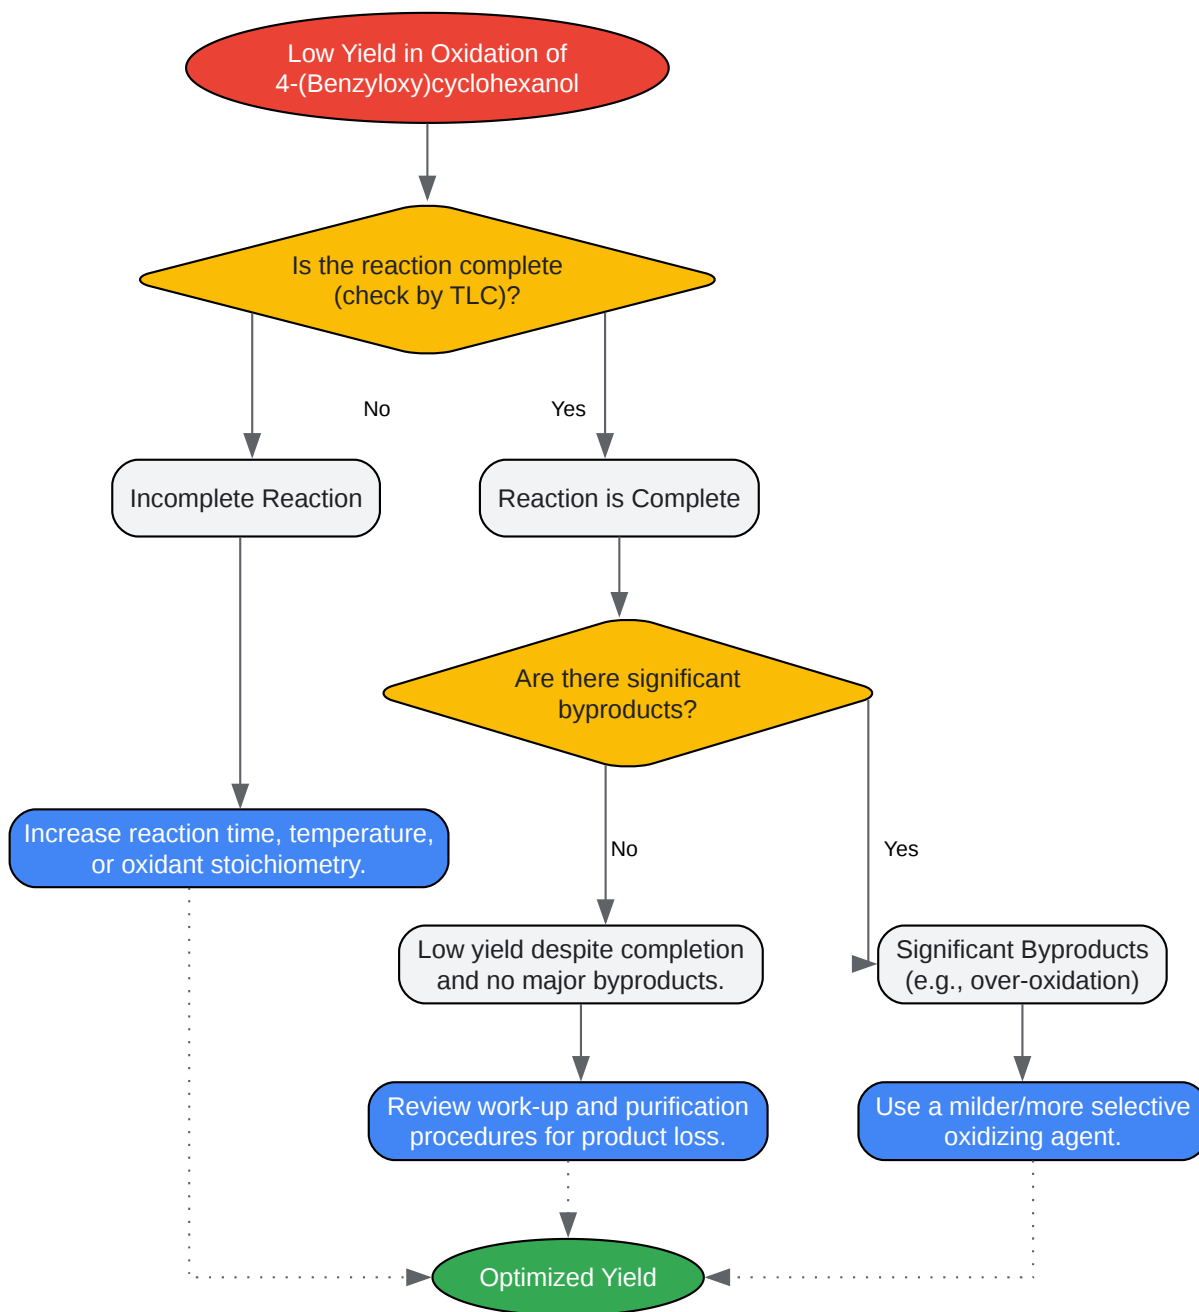 Low Yield in Oxidation of
4-(Benzyloxy)cyclohexanol
Is the reaction complete
(check by TLC)?
No
Yes
Incomplete Reaction
Reaction is Complete
Are there significant
byproducts?
Increase reaction time, temperature,
or oxidant stoichiometry.
No
Yes
Low yield despite completion
and no major byproducts.
Significant Byproducts
(e.g., over-oxidation)
Review work-up and purification
procedures for product loss.
Use a milder/more selective
oxidizing agent.
Optimized Yield